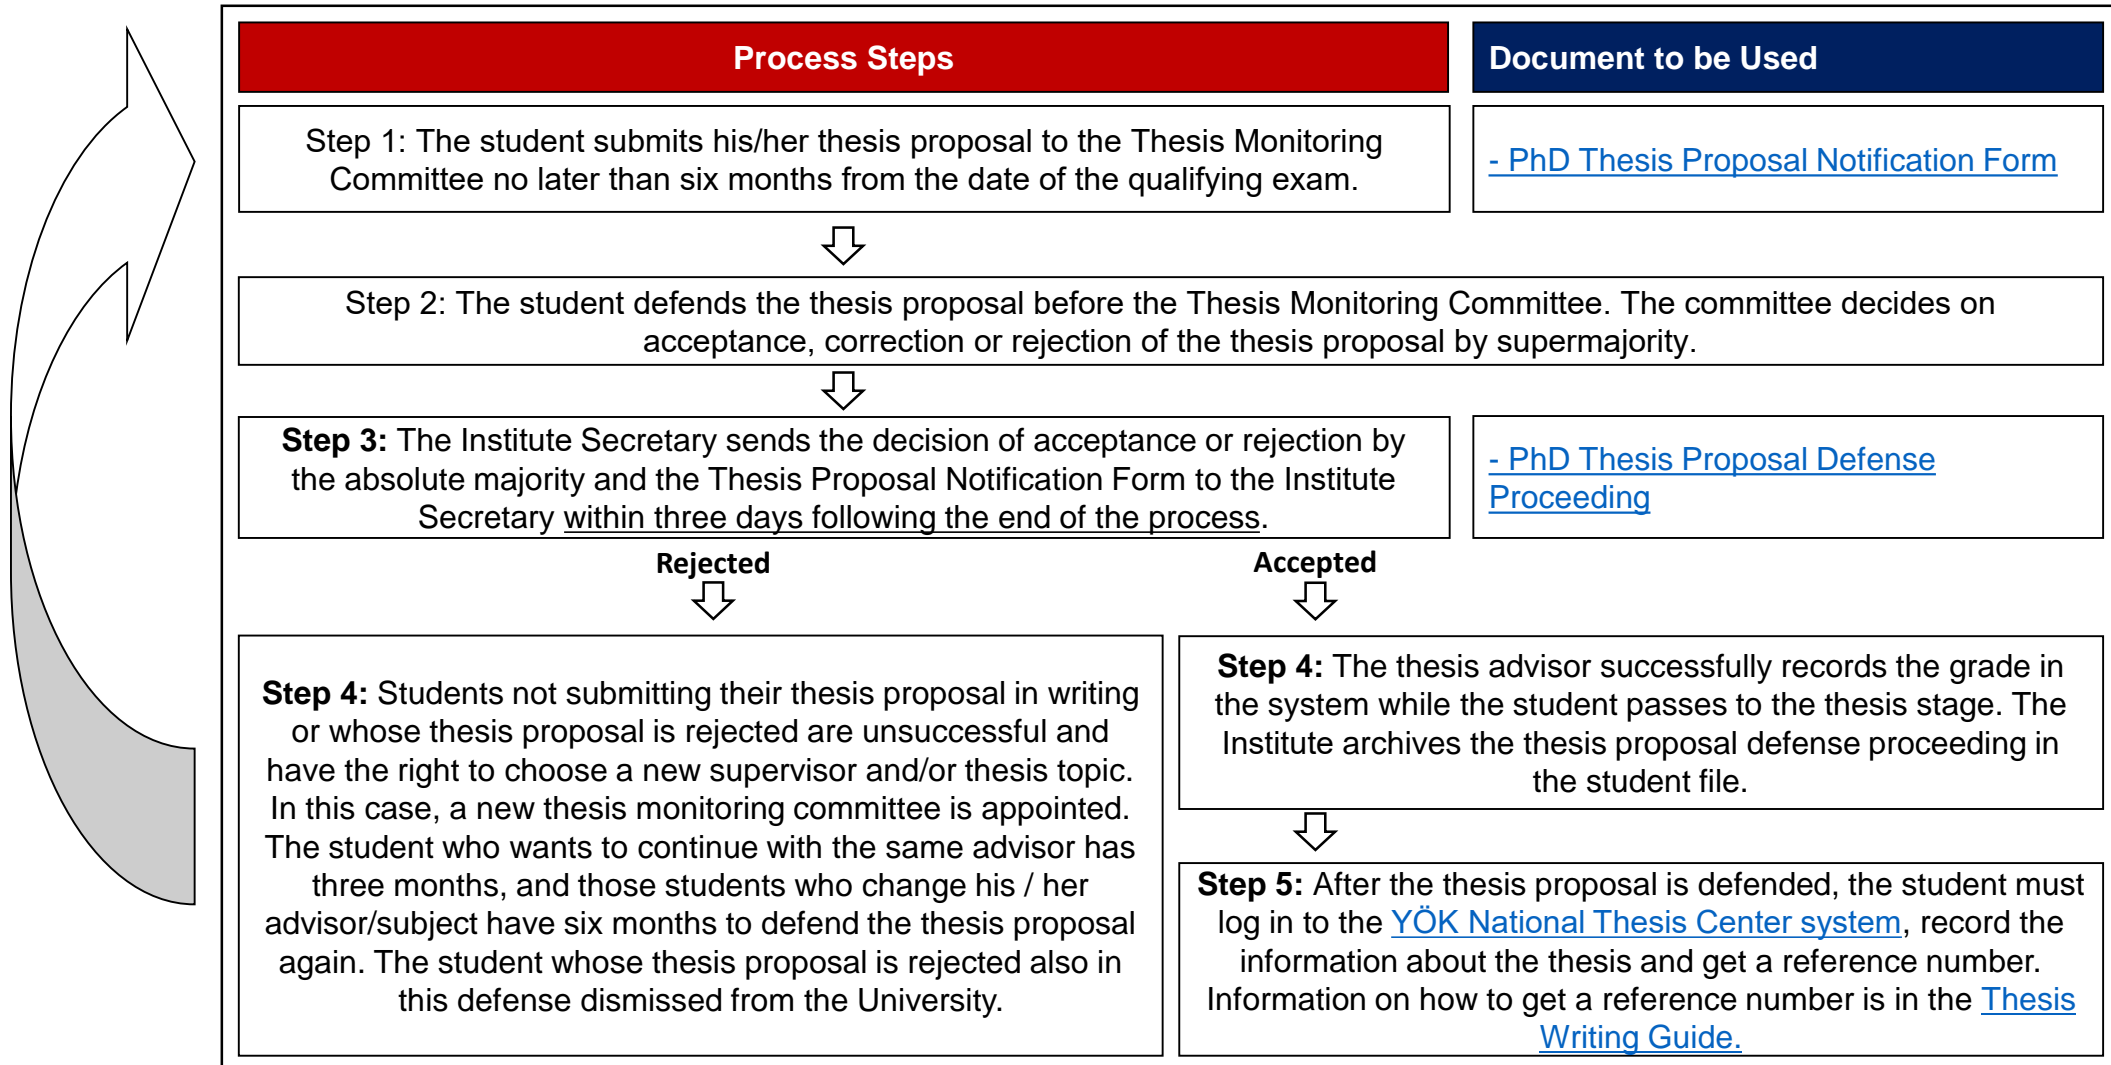 Process Steps
Document to be Used
Step 1: The student submits his/her thesis proposal to the Thesis Monitoring
Committee no later than six months from the date of the qualifying exam.
- PhD Thesis Proposal Notification Form
Step 2: The student defends the thesis proposal before the Thesis Monitoring Committee. The committee decides on
acceptance, correction or rejection of the thesis proposal by supermajority.
Step 3: The Institute Secretary sends the decision of acceptance or rejection by
the absolute majority and the Thesis Proposal Notification Form to the Institute
Secretary within three days following the end of the process.
- PhD Thesis Proposal Defense
Proceeding
Rejected
Accepted
Step 4: Students not submitting their thesis proposal in writing
or whose thesis proposal is rejected are unsuccessful and
have the right to choose a new supervisor and/or thesis topic.
In this case, a new thesis monitoring committee is appointed.
The student who wants to continue with the same advisor has
three months, and those students who change his / her
advisor/subject have six months to defend the thesis proposal
again. The student whose thesis proposal is rejected also in
this defense dismissed from the University.
Step 4: The thesis advisor successfully records the grade in
the system while the student passes to the thesis stage. The
Institute archives the thesis proposal defense proceeding in
the student file.
Step 5: After the thesis proposal is defended, the student must
log in to the YÖK National Thesis Center system, record the
information about the thesis and get a reference number.
Information on how to get a reference number is in the Thesis
Writing Guide.